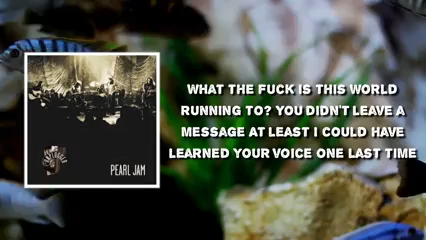 WHAT THE FUCK IS THIS WORLD
RUNNING TO? YOU DIDN'T LEAVE A
MESSAGE AT LEAST I COULD HAVE
LEARNED YOUR VOICE ONE LAST TIME
PEARL JAM